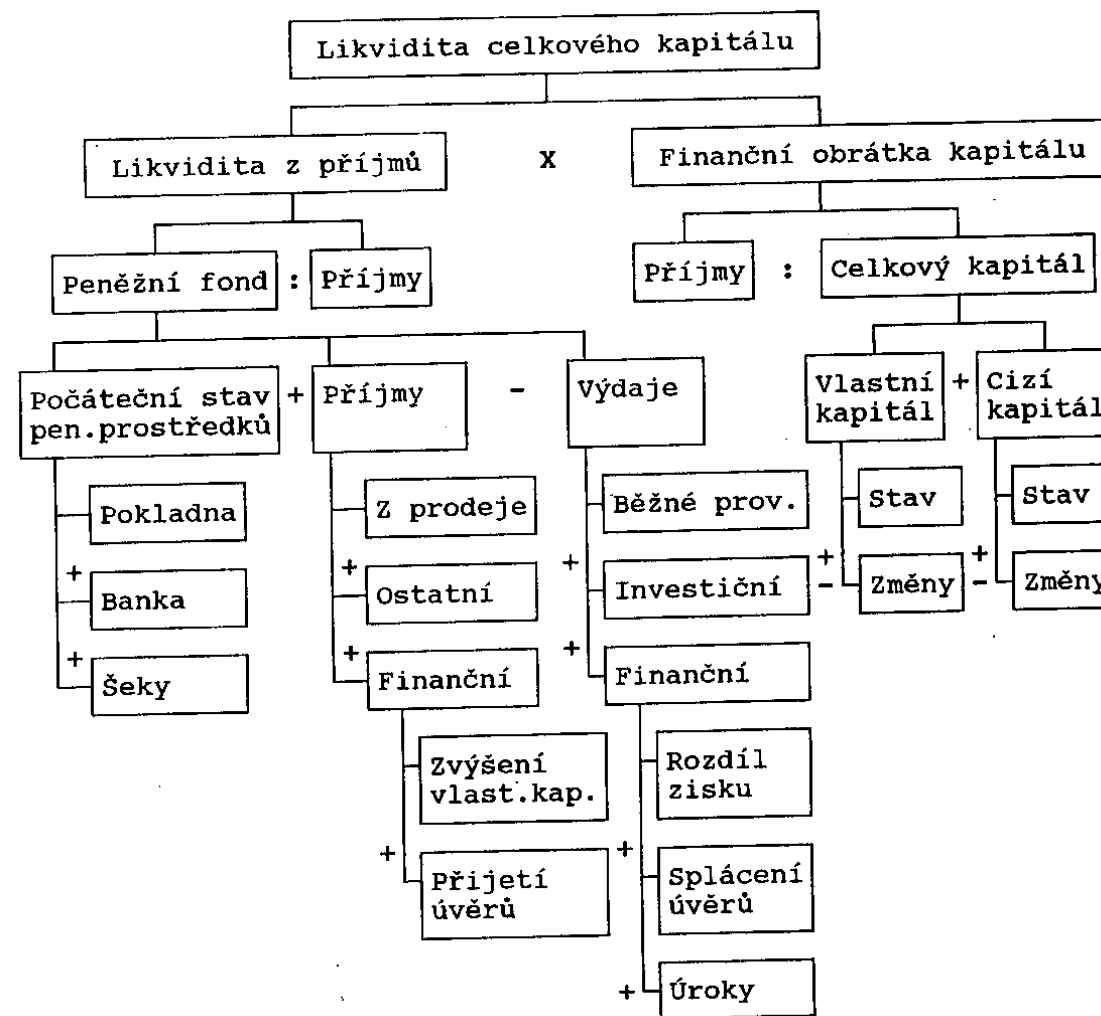 Likvidita celkového kapitálu
Likvidita z příjmů x Finanční obrátka kapitálu
Peněžní fond : Příjmy Příjmy : Celkový kapitál
Počáteční stav + Příjmy - Výdaje Vlastní + Cizí
pen.prostředků kapitál kapitál
Pokladna Z prodeje Běžné prov. Stav Stav
+ + + + +
Banka Ostatní Investiční - Změny - Změny
+ + +
Šeky Finanční Finanční
Zvýšení Rozdíl
vlast.kap. zisku
+ +
Přijetí Splácení
úvěrů úvěrů
+ Úroky